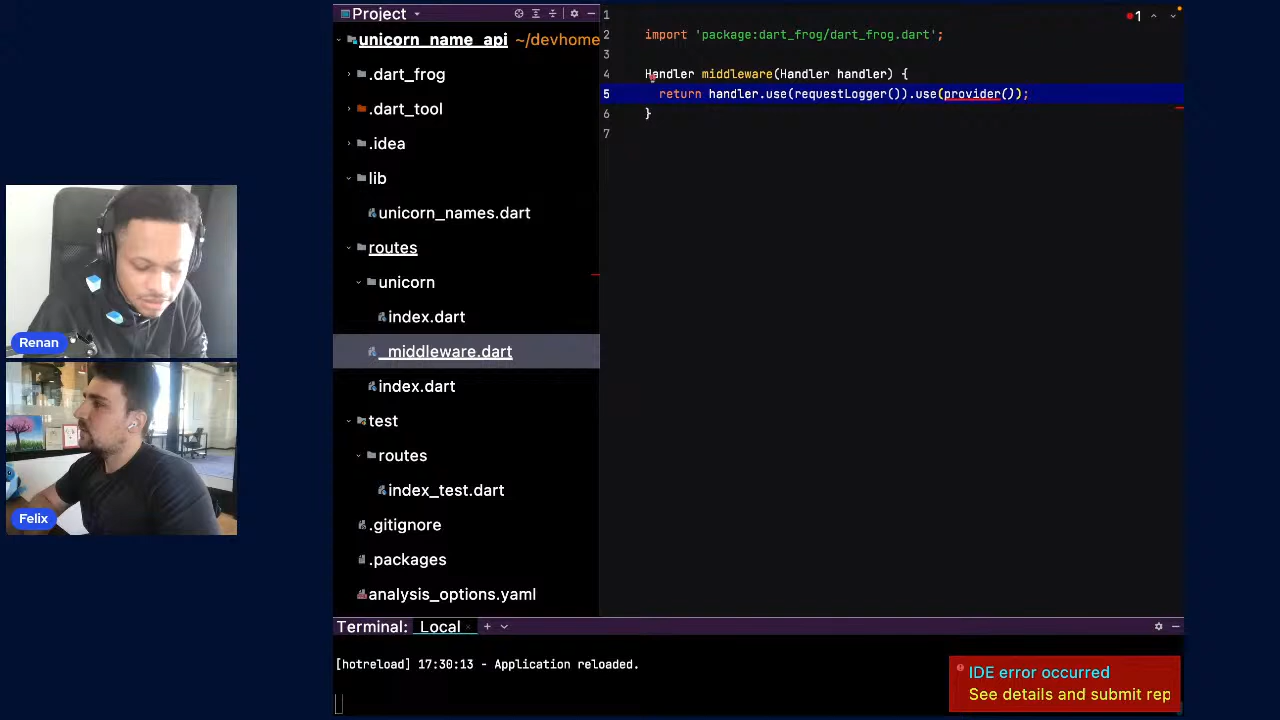 Project
unicorn_name_api ~/devhome
.dart_frog
.dart_tool
.idea
lib
unicorn_names.dart
routes
unicorn
index.dart
_middleware.dart
index.dart
test
routes
index_test.dart
.gitignore
.packages
analysis_options.yaml
1
1
2 import 'package:dart_frog/dart_frog.dart';
3
4 Handler middleware(Handler handler) {
5 return handler.use(requestLogger()).use(provider());
6 }
7
Renan
Felix
Terminal: Local
[hotreload] 17:30:13 - Application reloaded.
IDE error occurred
See details and submit rep